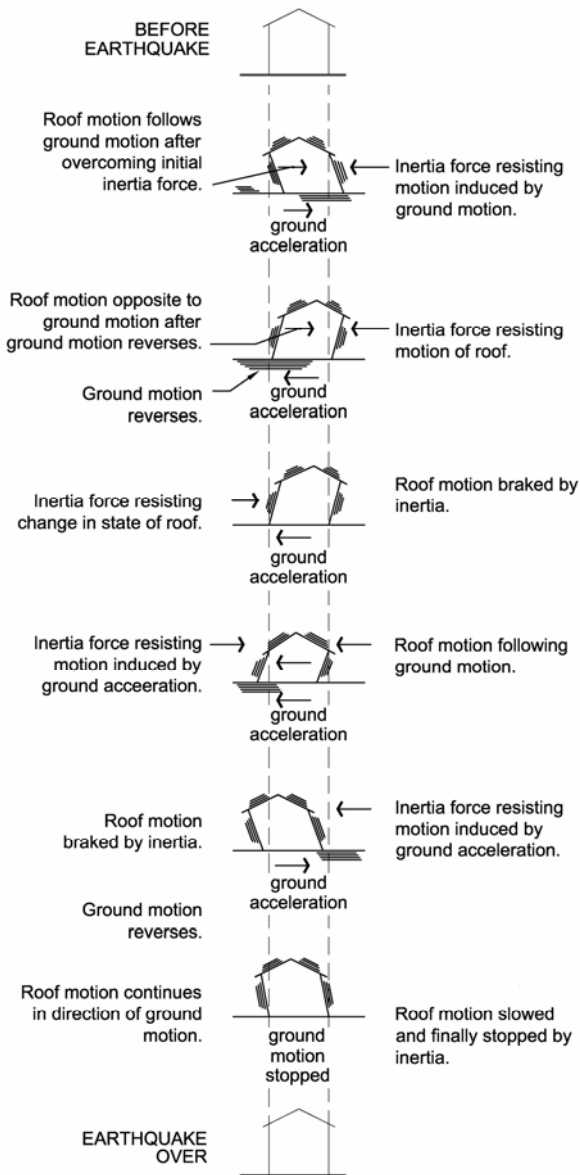 BEFORE
EARTHQUAKE
Roof motion follows
ground motion after
overcoming initial
inertia force.
Inertia force resisting
motion induced by
ground motion.
ground
acceleration
Roof motion opposite to
ground motion after
ground motion reverses.
Inertia force resisting
motion of roof.
Ground motion
reverses.
ground
acceleration
Inertia force resisting
change in state of roof.
Roof motion braked by
inertia.
ground
acceleration
Inertia force resisting
motion induced by
ground acceeration.
Roof motion following
ground motion.
ground
acceleration
Roof motion
braked by inertia.
Inertia force resisting
motion induced by
ground acceleration.
ground
acceleration
Ground motion
reverses.
Roof motion continues
in direction of ground
motion.
ground
motion
stopped
Roof motion slowed
and finally stopped by
inertia.
EARTHQUAKE
OVER